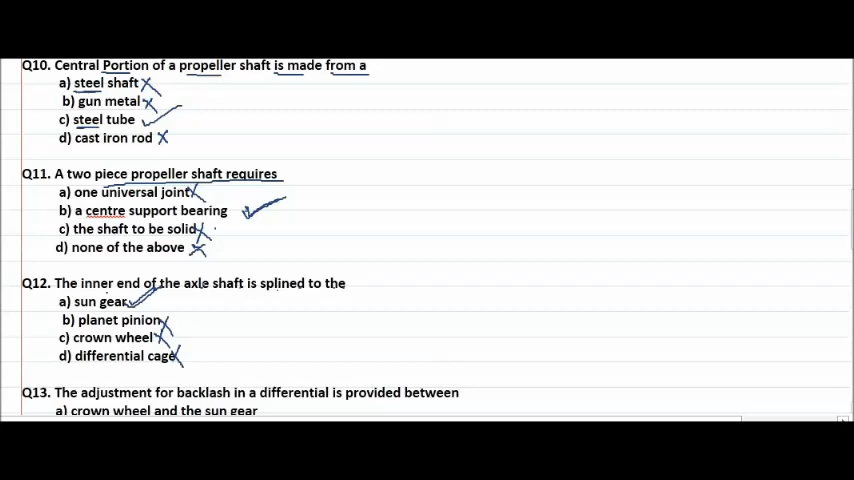 Q10. Central Portion of a propeller shaft is made from a
a) steel shaft
b) gun metal
c) steel tube
d) cast iron rod
Q11. A two piece propeller shaft requires
a) one universal joint
b) a centre support bearing
c) the shaft to be solid
d) none of the above
Q12. The inner end of the axle shaft is splined to the
a) sun gear
b) planet pinion
c) crown wheel
d) differential cage
Q13. The adjustment for backlash in a differential is provided between
a) crown wheel and the sun gear